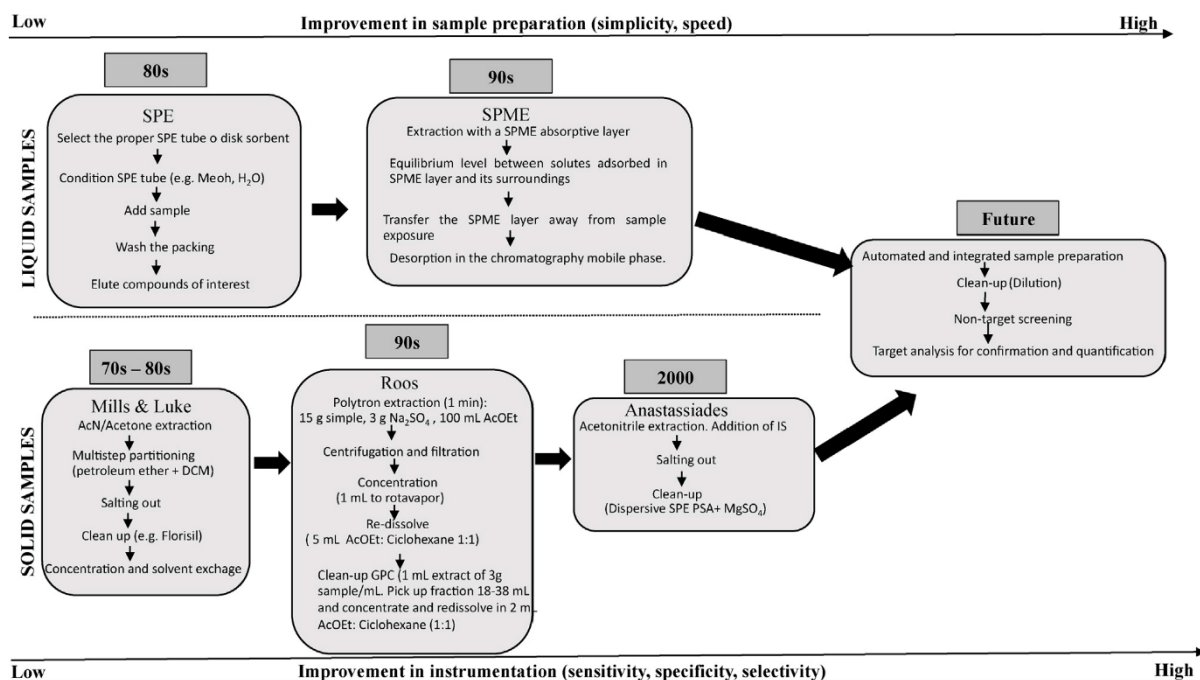 Low Improvement in sample preparation (simplicity, speed) High
LIQUID SAMPLES
80s
SPE
Select the proper SPE tube o disk sorbent
Condition SPE tube (e.g. Meoh, H₂O)
Add sample
Wash the packing
Elute compounds of interest
90s
SPME
Extraction with a SPME absorptive layer
Equilibrium level between solutes adsorbed in
SPME layer and its surroundings
Transfer the SPME layer away from sample
exposure
Desorption in the chromatography mobile phase.
Future
Automated and integrated sample preparation
Clean-up (Dilution)
Non-target screening
Target analysis for confirmation and quantification
SOLID SAMPLES
70s – 80s
Mills & Luke
AcN/Acetone extraction
Multistep partitioning
(petroleum ether + DCM)
Salting out
Clean up (e.g. Florisil)
Concentration and solvent exchage
90s
Roos
Polytron extraction (1 min):
15 g simple, 3 g Na₂SO₄ , 100 mL AcOEt
Centrifugation and filtration
Concentration
(1 mL to rotavapor)
Re-dissolve
( 5 mL AcOEt: Ciclohexane 1:1)
Clean-up GPC (1 mL extract of 3g
sample/mL. Pick up fraction 18-38 mL
and concentrate and redissolve in 2 mL
AcOEt: Ciclohexane (1:1)
2000
Anastassiades
Acetonitrile extraction. Addition of IS
Salting out
Clean-up
(Dispersive SPE PSA+ MgSO₄)
Low Improvement in instrumentation (sensitivity, specificity, selectivity) High